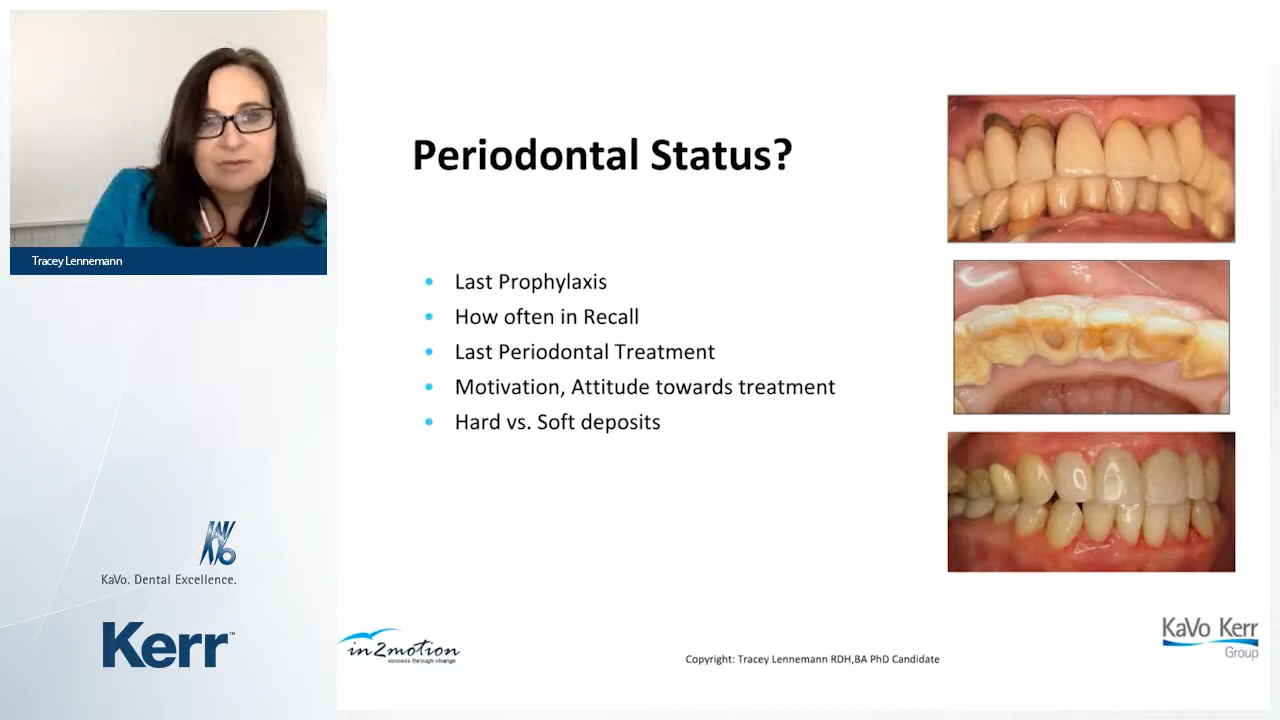 Tracey Lennemann
KaVo. Dental Excellence.
Kerr™
Periodontal Status?
• Last Prophylaxis
• How often in Recall
• Last Periodontal Treatment
• Motivation, Attitude towards treatment
• Hard vs. Soft deposits
in2motion
success through change
Copyright: Tracey Lennemann RDH,BA PhD Candidate
KaVo Kerr
Group